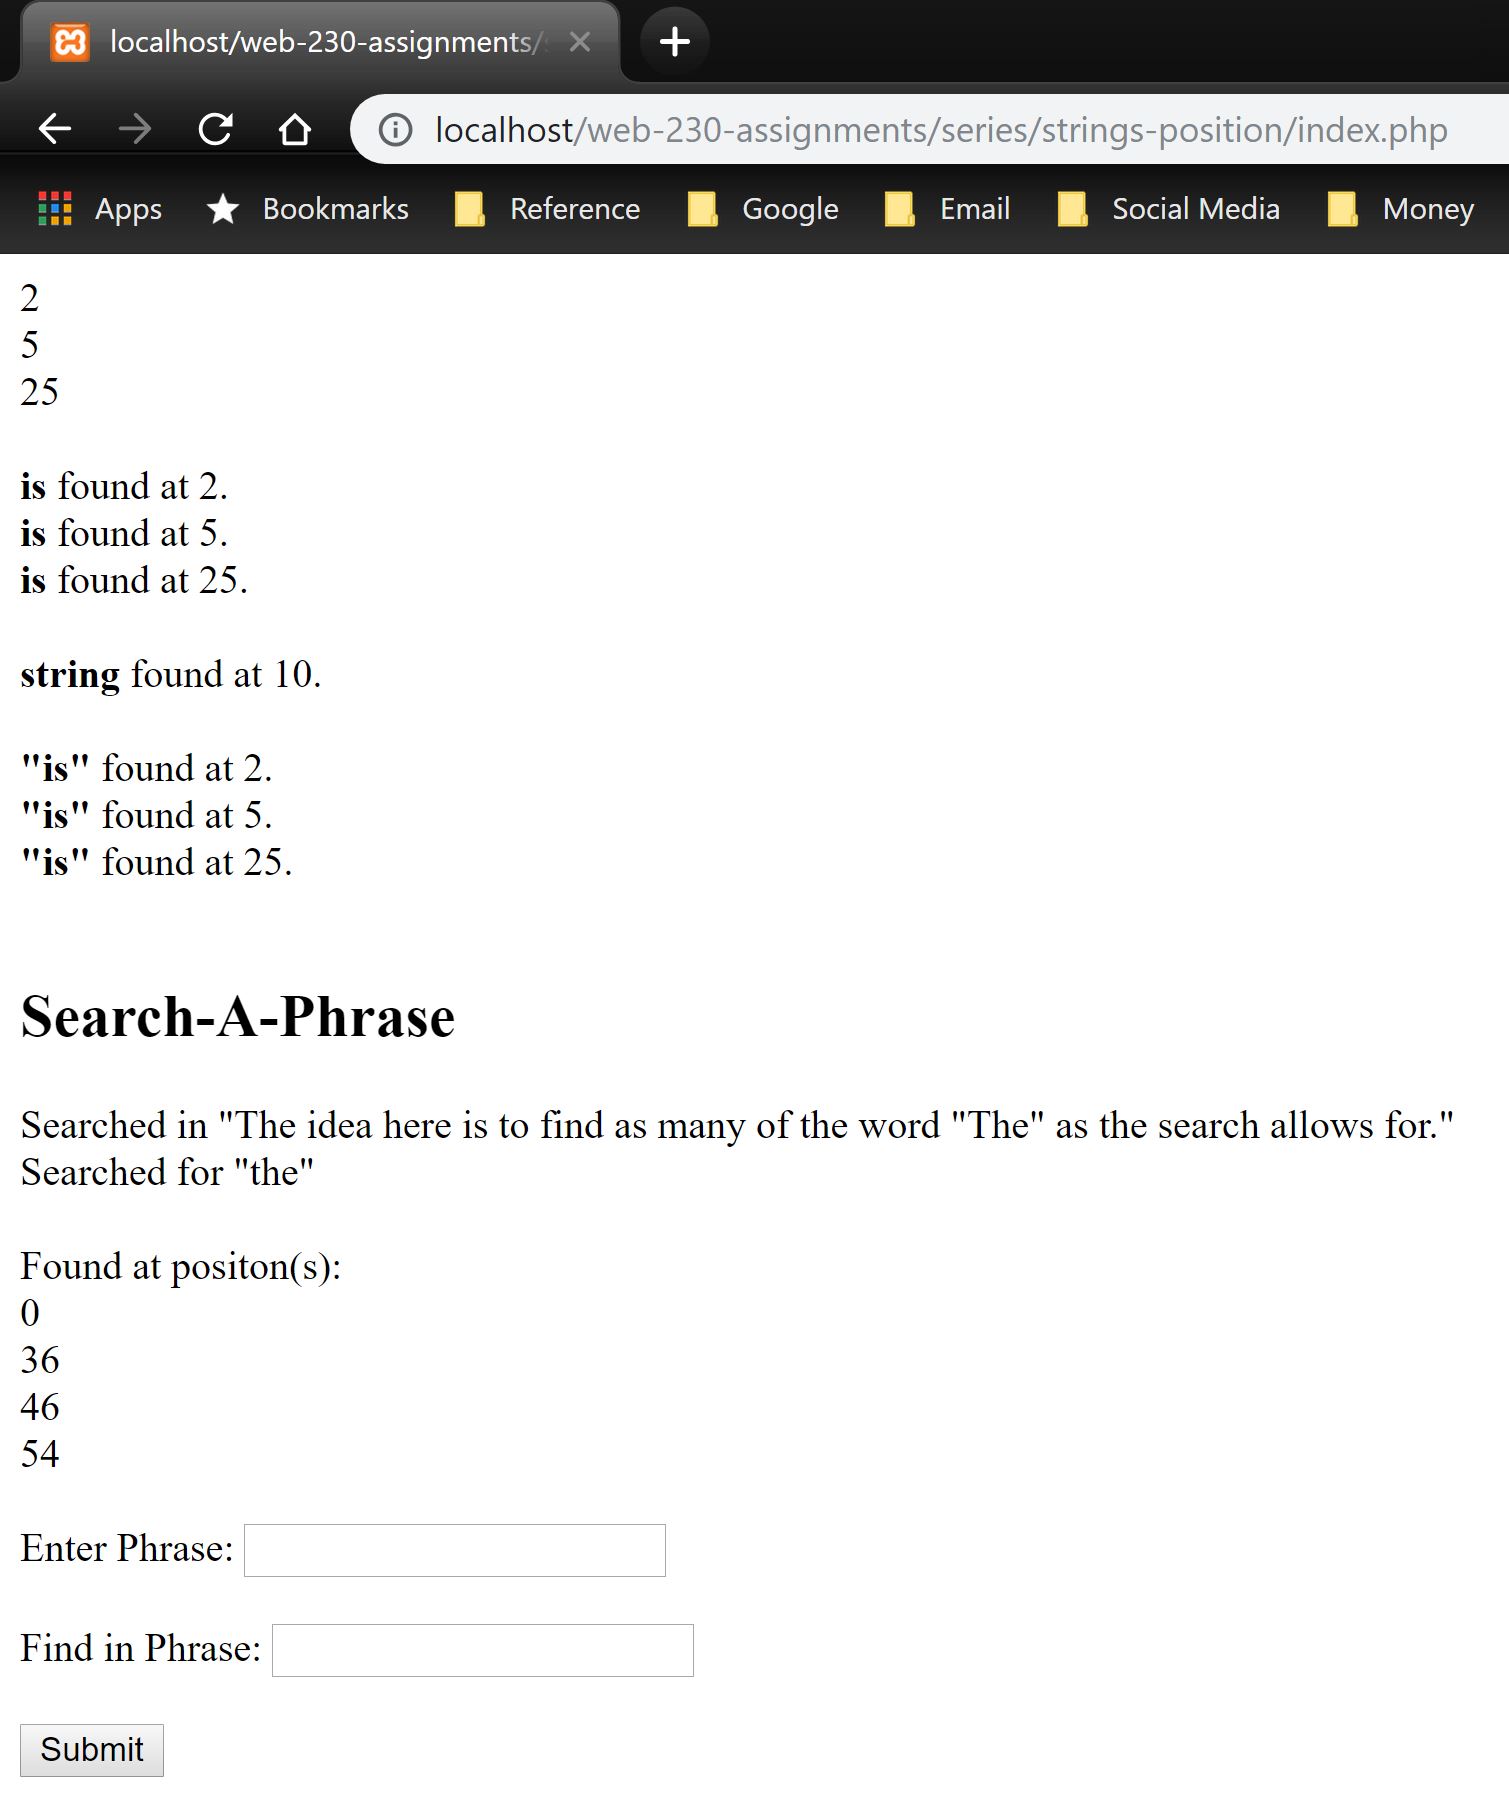 localhost/web-230-assignments/
localhost/web-230-assignments/series/strings-position/index.php
Apps Bookmarks Reference Google Email Social Media Money
2
5
25
is found at 2.
is found at 5.
is found at 25.
string found at 10.
"is" found at 2.
"is" found at 5.
"is" found at 25.
Search-A-Phrase
Searched in "The idea here is to find as many of the word "The" as the search allows for."
Searched for "the"
Found at positon(s):
0
36
46
54
Enter Phrase:
Find in Phrase:
Submit